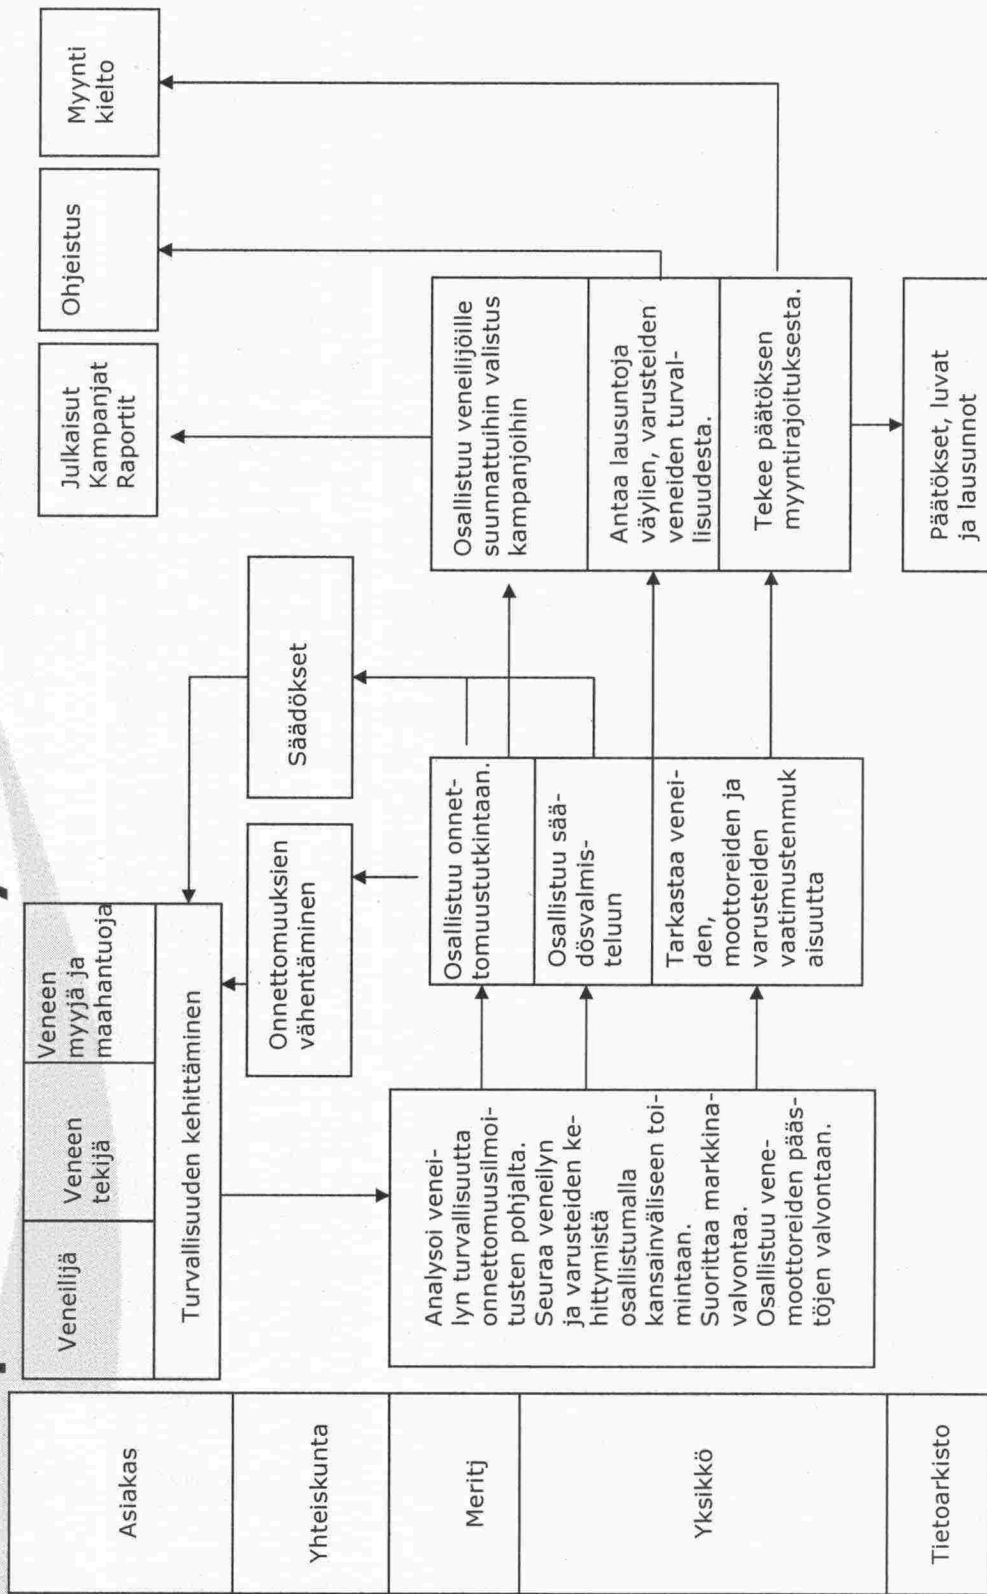 Asiakas
Yhteiskunta
Meritj
Yksikkö
Tietoarkisto
Veneilijä
Veneen
tekijä
Veneen
myyjä ja
maahantuoja
Turvallisuuden kehittäminen
Julkaisut
Kampanjat
Raportit
Ohjeistus
Myynti
kielto
Onnettomuuksien
vähentäminen
Säädökset
Analysoi venei-
lyn turvallisuutta
onnettomuusilmoi-
tusten pohjalta.
Seuraa veneilyn
ja varusteiden ke-
hittymistä
osallistumalla
kansainväliseen toi-
mintaan.
Suorittaa markkina-
valvontaa.
Osallistuu vene-
moottoreiden pääs-
töjen valvontaan.
Osallistuu onnet-
tomuustutkintaan.
Osallistuu sää-
dösvalmis-
teluun
Tarkastaa venei-
den,
moottoreiden ja
varusteiden
vaatimustenmuk
aisuutta
Osallistuu veneilijöille
suunnattuihin valistus
kampanjoihin
Antaa lausuntoja
väylien, varusteiden
veneiden turval-
lisuudesta.
Tekee päätöksen
myyntirajoituksesta.
Päätökset, luvat
ja lausunnot